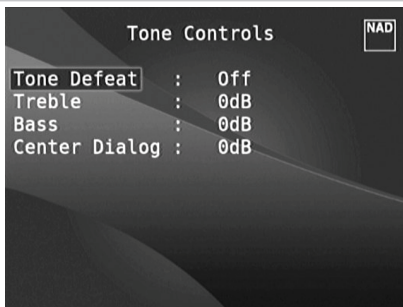 Tone Controls
NAD
Tone Defeat : Off
Treble : 0dB
Bass : 0dB
Center Dialog : 0dB